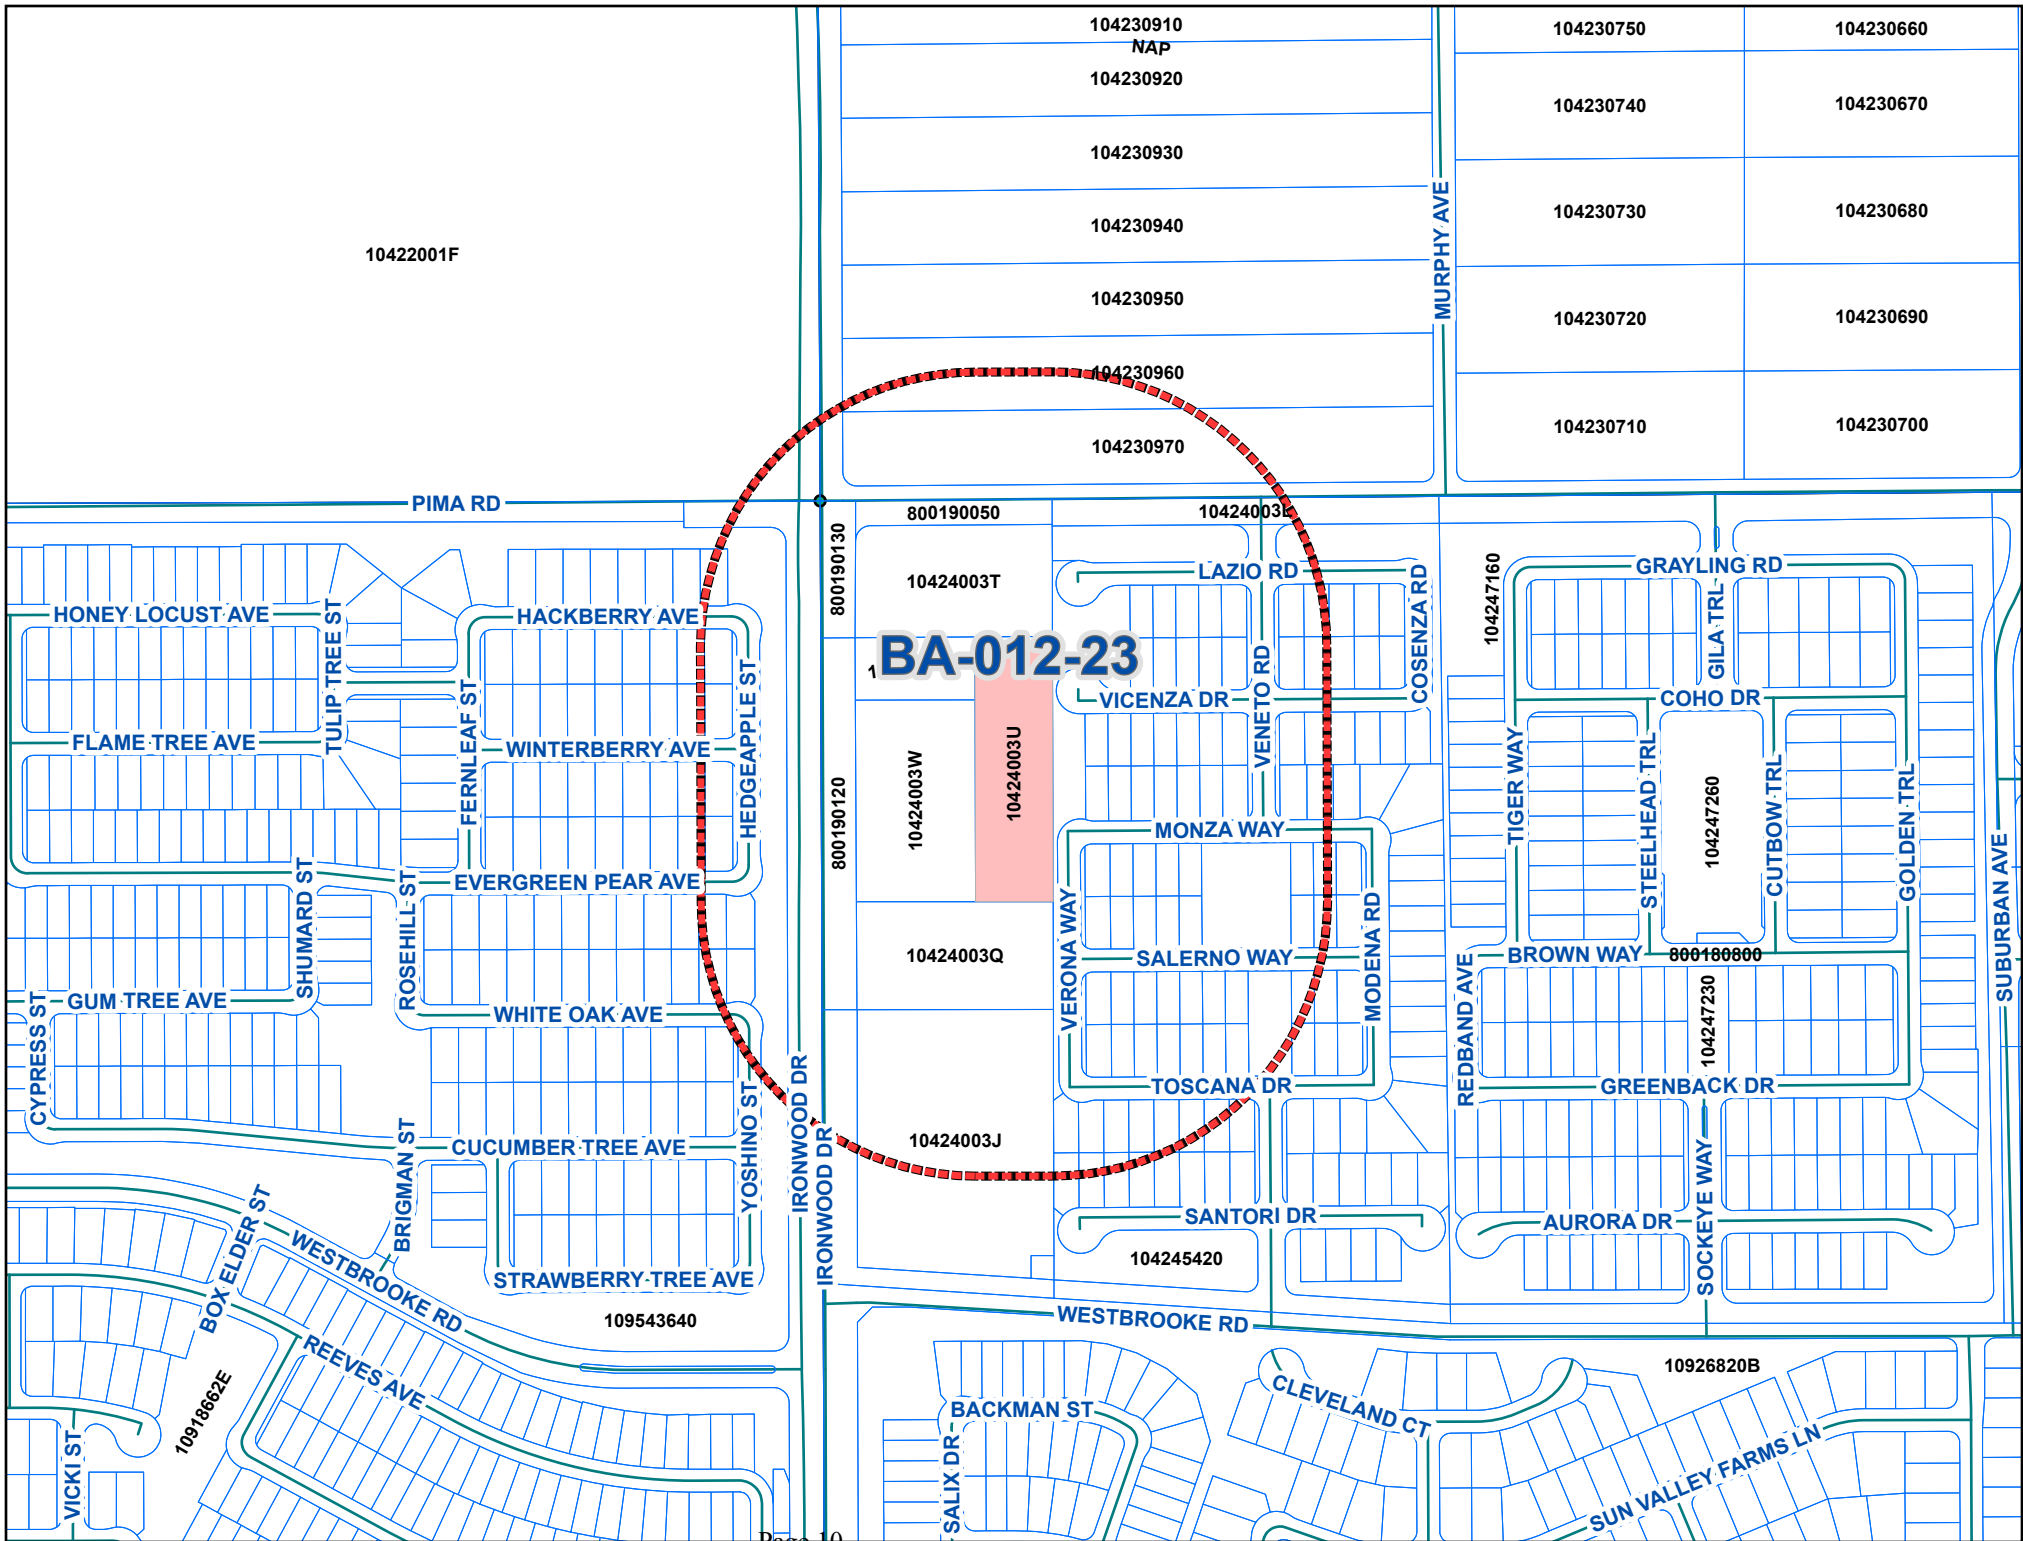 104230910
NAP
104230920
104230930
104230940
104230950
104230960
104230970
104230750
104230660
104230740
104230670
104230730
104230680
104230720
104230690
104230710
104230700
MURPHY AVE
10422001F
PIMA RD
800190050
10424003L
800190130
10424003T
BA-012-23
10424003W
10424003U
800190120
10424003Q
10424003J
HONEY LOCUST AVE
TULIP TREE ST
HACKBERRY AVE
FLAME TREE AVE
FERNLEAF ST
WINTERBERRY AVE
HEDGEAPPLE ST
EVERGREEN PEAR AVE
SHUMARD ST
ROSEHILL ST
GUM TREE AVE
CYPRESS ST
WHITE OAK AVE
CUCUMBER TREE AVE
BRIGMAN ST
YOSHINO ST
IRONWOOD DR
IRONWOOD DR
STRAWBERRY TREE AVE
109543640
BOX ELDER ST
WESTBROOKE RD
REEVES AVE
10918662E
VICKI ST
LAZIO RD
COSENZA RD
VENETO RD
VICENZA DR
MONZA WAY
VERONA WAY
SALERNO WAY
MODENA RD
TOSCANA DR
SANTORI DR
104245420
WESTBROOKE RD
104247160
GRAYLING RD
GILA TRL
COHO DR
TIGER WAY
STEELHEAD TRL
104247260
CUTBOW TRL
GOLDEN TRL
SUBURBAN AVE
BROWN WAY
800180800
REDBAND AVE
104247230
GREENBACK DR
SOCKEYE WAY
AURORA DR
10926820B
BACKMAN ST
SALIX DR
CLEVELAND CT
SUN VALLEY FARMS LN
Page 10